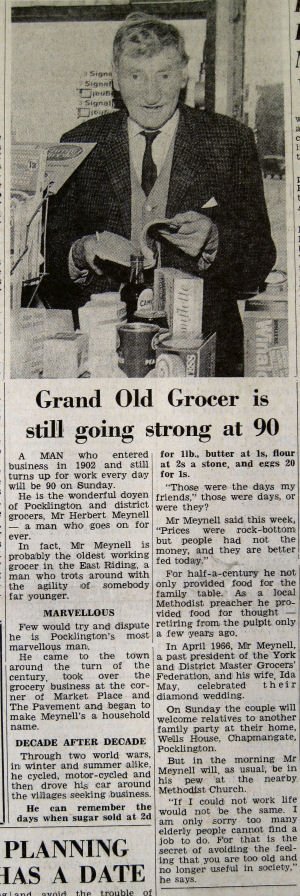 Signa
Signa
Signal
CAM
Grand Old Grocer is
still going strong at 90
A MAN who entered
business in 1902 and still
turns up for work every day
will be 90 on Sunday.
He is the wonderful doyen
of Pocklington and district
grocers, Mr Herbert Meynell
— a man who goes on for
ever.
In fact, Mr Meynell is
probably the oldest working
grocer in the East Riding, a
man who trots around with
the agility of somebody
far younger.
MARVELLOUS
Few would try and dispute
he is Pocklington's most
marvellous man.
He came to the town
around the turn of the
century, took over the
grocery business at the cor-
ner of Market Place and
The Pavement and began to
make Meynell's a household
name.
DECADE AFTER DECADE
Through two world wars,
in winter and summer alike,
he cycled, motor-cycled and
then drove his car around
the villages seeking business.
He can remember the
days when sugar sold at 2d
for 1lb., butter at 1s, flour
at 2s a stone, and eggs 20
for 1s.
"Those were the days my
friends," those were days, or
were they?
Mr Meynell said this week,
"Prices were rock-bottom
but people had not the
money, and they are better
fed today."
For half-a-century he not
only provided food for the
family table. As a local
Methodist preacher he pro-
vided food for thought —
retiring from the pulpit only
a few years ago.
In April 1966, Mr Meynell,
a past president of the York
and District Master Grocers'
Federation, and his wife, Ida
May, celebrated their
diamond wedding.
On Sunday the couple will
welcome relatives to another
family party at their home,
Wells House, Chapmangate,
Pocklington.
But in the morning Mr
Meynell will, as usual, be in
his pew at the nearby
Methodist Church.
"If I could not work life
would not be the same. I
am only sorry too many
elderly people cannot find a
job to do. For that is the
secret of avoiding the feel-
ing that you are too old and
no longer useful in society,"
he says.
PLANNING
HAS A DATE
avoid the trouble of